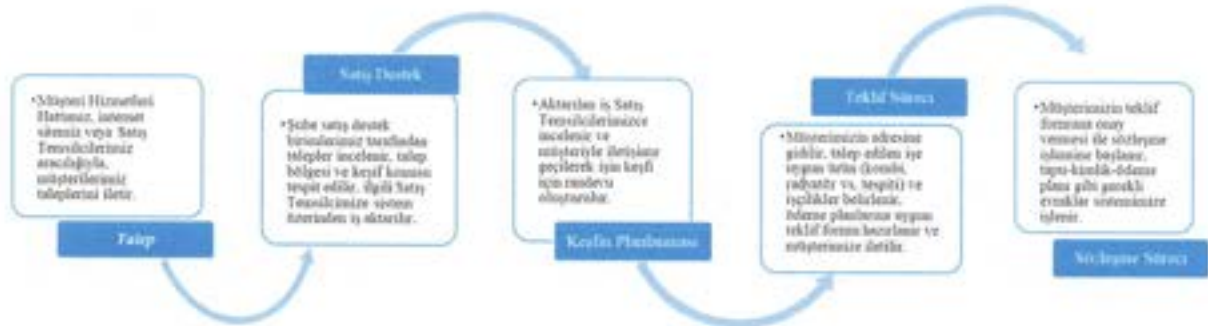 •Müşteri Hizmetleri
Hattımız, internet
sitemiz veya Satış
Temsilcilerimiz
aracılığıyla,
müşterilerimiz
taleplerini iletir.
Talep
Satış Destek
•Şube satış destek
birimlerimiz tarafından
talepler incelenir, talep
bölgesi ve keşif konusu
tespit edilir, ilgili Satış
Temsilcimize sistem
üzerinden iş aktarılır.
•Aktarılan iş Satış
Temsilcilerimizce
incelenir ve
müşteriyle iletişime
geçilerek işin keşfi
için randevu
oluşturulur.
Keşfin Planlanması
Teklif Süreci
•Müşterimizin adresine
gidilir, talep edilen işe
uygun ürün (kombi,
radyatör vs. tespiti) ve
işçilikler belirlenir,
ödeme planlarına uygun
teklif formu hazırlanır ve
müşterimize iletilir.
•Müşterimizin teklif
formuna onay
vermesi ile sözleşme
işlemine başlanır,
tapu-kimlik-ödeme
planı gibi gerekli
evraklar sistemimize
işlenir.
Sözleşme Süreci